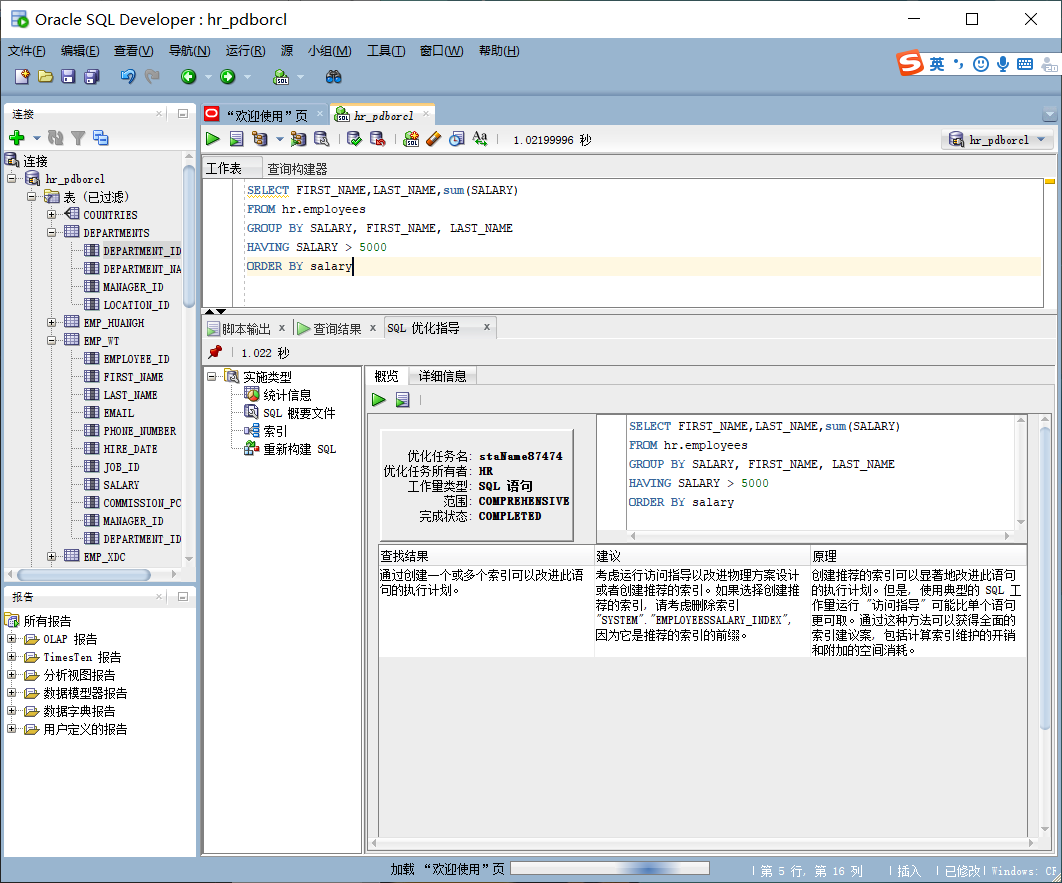 Oracle SQL Developer : hr_pdborcl
文件(F) 编辑(E) 查看(V) 导航(N) 运行(R) 源 小组(M) 工具(T) 窗口(W) 帮助(H)
英
连接
连接
hr_pdborcl
表 (已过滤)
COUNTRIES
DEPARTMENTS
DEPARTMENT_ID
DEPARTMENT_NA
MANAGER_ID
LOCATION_ID
EMP_HUANGH
EMP_WT
EMPLOYEE_ID
FIRST_NAME
LAST_NAME
EMAIL
PHONE_NUMBER
HIRE_DATE
JOB_ID
SALARY
COMMISSION_PC
MANAGER_ID
DEPARTMENT_ID
EMP_XDC
报告
所有报告
OLAP 报告
TimesTen 报告
分析视图报告
数据模型器报告
数据字典报告
用户定义的报告
“欢迎使用”页 hr_pdborcl
1.02199996 秒
hr_pdborcl
工作表 查询构建器
SELECT FIRST_NAME,LAST_NAME,sum(SALARY)
FROM hr.employees
GROUP BY SALARY, FIRST_NAME, LAST_NAME
HAVING SALARY > 5000
ORDER BY salary
脚本输出 x 查询结果 x SQL 优化指导 x
1.022 秒
实施类型
统计信息
SQL 概要文件
索引
重新构建 SQL
概览 详细信息
优化任务名: staName87474
优化任务所有者: HR
工作量类型: SQL 语句
范围: COMPREHENSIVE
完成状态: COMPLETED
SELECT FIRST_NAME,LAST_NAME,sum(SALARY)
FROM hr.employees
GROUP BY SALARY, FIRST_NAME, LAST_NAME
HAVING SALARY > 5000
ORDER BY salary
查找结果
通过创建一个或多个索引可以改进此语
句的执行计划。
建议
考虑运行访问指导以改进物理方案设计
或者创建推荐的索引。如果选择创建推
荐的索引, 请考虑删除索引
"SYSTEM"."EMPLOYEESSALARY_INDEX",
因为它是推荐的索引的前缀。
原理
创建推荐的索引可以显著地改进此语句
的执行计划。但是, 使用典型的 SQL 工
作量运行 "访问指导" 可能比单个语句
更可取。通过这种方法可以获得全面的
索引建议案, 包括计算索引维护的开销
和附加的空间消耗。
加载 “欢迎使用”页
第 5 行, 第 16 列 插入 已修改 Windows: CF